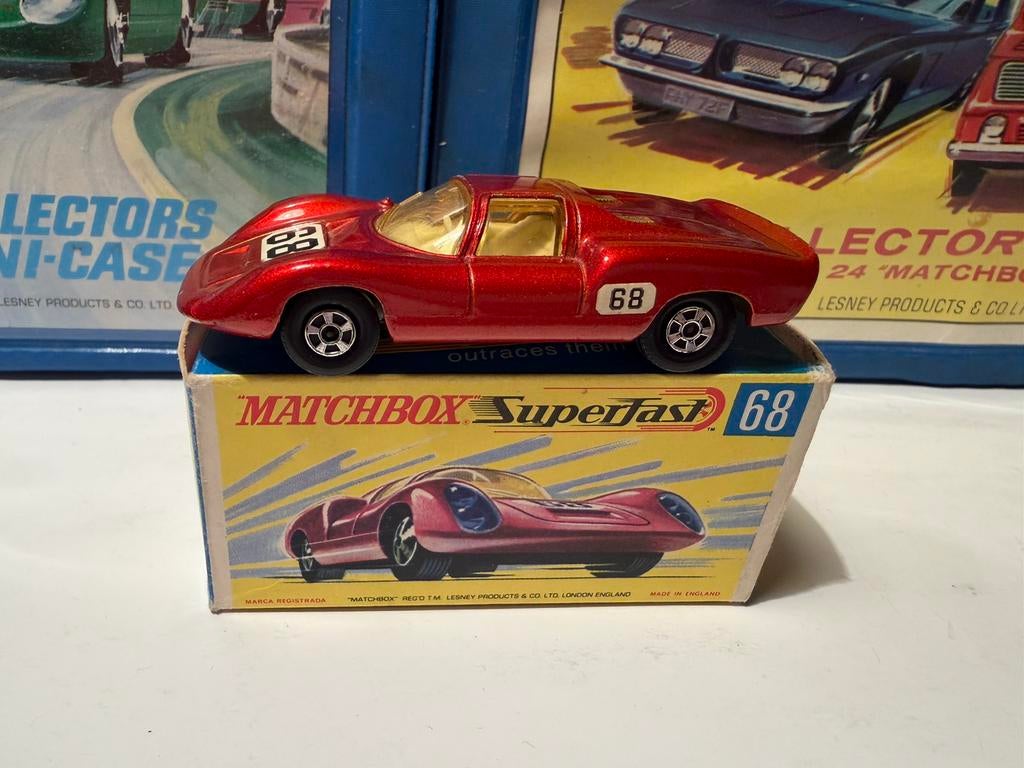 LECTORS
NI-CASE
LESNEY PRODUCTS & CO. LTD.
LECTOR
24 "MATCHBO
LESNEY PRODUCTS & CO. LT
68
68
outraces them
"MATCHBOX" Superfast TM 68
MARCA REGISTRADA "MATCHBOX" REG'D T.M. LESNEY PRODUCTS & CO. LTD. LONDON ENGLAND MADE IN ENGLAND